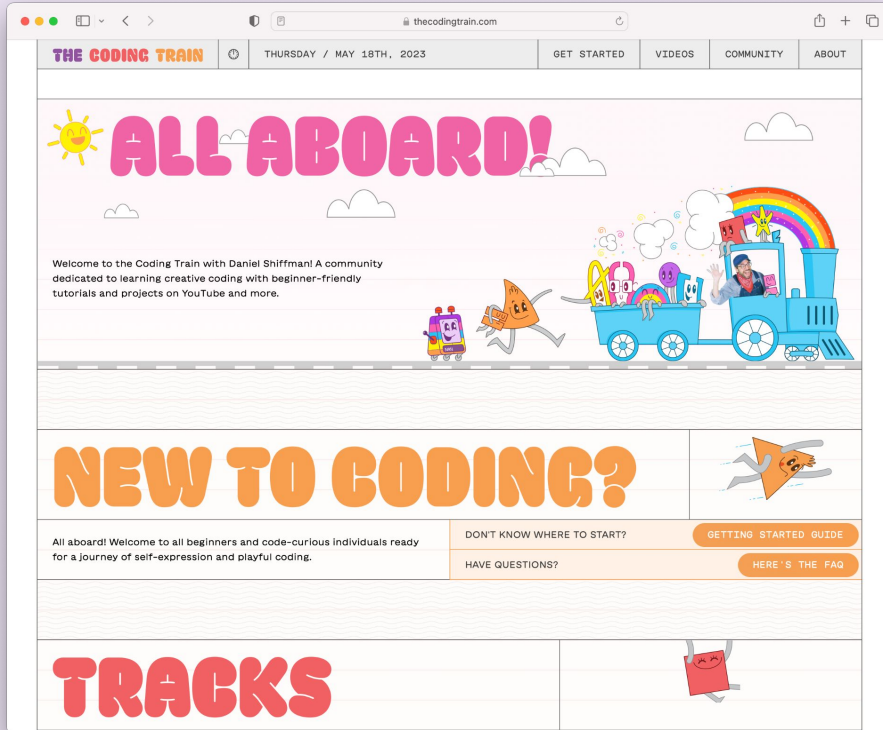 thecodingtrain.com
THE CODING TRAIN
THURSDAY / MAY 18TH, 2023
GET STARTED
VIDEOS
COMMUNITY
ABOUT
ALL ABOARD!
Welcome to the Coding Train with Daniel Shiffman! A community
dedicated to learning creative coding with beginner-friendly
tutorials and projects on YouTube and more.
NEW TO CODING?
All aboard! Welcome to all beginners and code-curious individuals ready
for a journey of self-expression and playful coding.
DON'T KNOW WHERE TO START?
GETTING STARTED GUIDE
HAVE QUESTIONS?
HERE'S THE FAQ
TRACKS